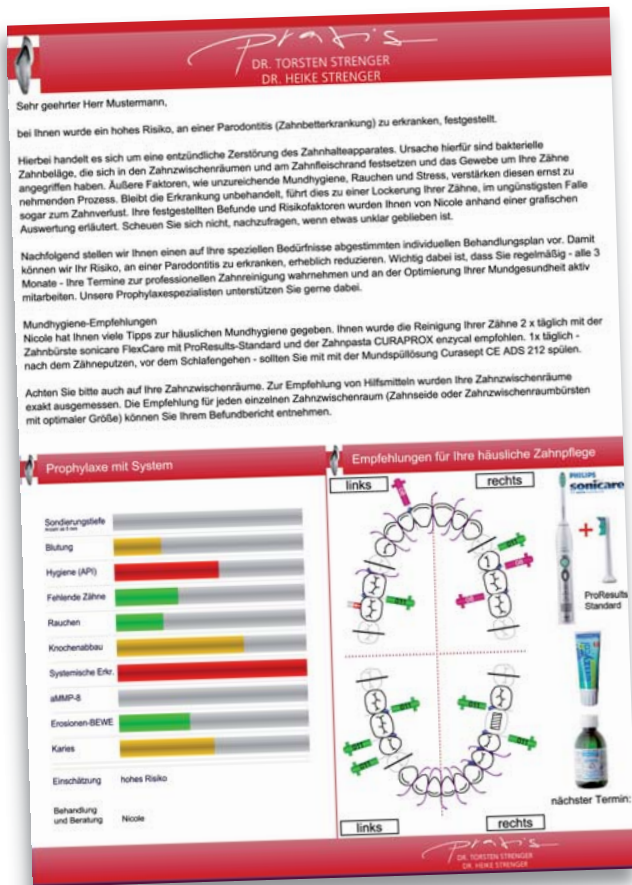 Praxis
DR. TORSTEN STRENGER
DR. HEIKE STRENGER
Sehr geehrter Herr Mustermann,
bei Ihnen wurde ein hohes Risiko, an einer Parodontitis (Zahnbetterkrankung) zu erkranken, festgestellt.
Hierbei handelt es sich um eine entzündliche Zerstörung des Zahnhalteapparates. Ursache hierfür sind bakterielle
Zahnbeläge, die sich in den Zahnzwischenräumen und am Zahnfleischrand festsetzen und das Gewebe um Ihre Zähne
angegriffen haben. Äußere Faktoren, wie unzureichende Mundhygiene, Rauchen und Stress, verstärken diesen ernst zu
nehmenden Prozess. Bleibt die Erkrankung unbehandelt, führt dies zu einer Lockerung Ihrer Zähne, im ungünstigsten Falle
sogar zum Zahnverlust. Ihre festgestellten Befunde und Risikofaktoren wurden Ihnen von Nicole anhand einer grafischen
Auswertung erläutert. Scheuen Sie sich nicht, nachzufragen, wenn etwas unklar geblieben ist.
Nachfolgend stellen wir Ihnen einen auf Ihre speziellen Bedürfnisse abgestimmten individuellen Behandlungsplan vor. Damit
können wir Ihr Risiko, an einer Parodontitis zu erkranken, erheblich reduzieren. Wichtig dabei ist, dass Sie regelmäßig - alle 3
Monate - Ihre Termine zur professionellen Zahnreinigung wahrnehmen und an der Optimierung Ihrer Mundgesundheit aktiv
mitarbeiten. Unsere Prophylaxespezialisten unterstützen Sie gerne dabei.
Mundhygiene-Empfehlungen
Nicole hat Ihnen viele Tipps zur häuslichen Mundhygiene gegeben. Ihnen wurde die Reinigung Ihrer Zähne 2 x täglich mit der
Zahnbürste sonicare FlexCare mit ProResults-Standard und der Zahnpasta CURAPROX enzycal empfohlen. 1x täglich -
nach dem Zähneputzen, vor dem Schlafengehen - sollten Sie mit mit der Mundspüllösung Curasept CE ADS 212 spülen.
Achten Sie bitte auch auf Ihre Zahnzwischenräume. Zur Empfehlung von Hilfsmitteln wurden Ihre Zahnzwischenräume
exakt ausgemessen. Die Empfehlung für jeden einzelnen Zahnzwischenraum (Zahnseide oder Zahnzwischenraumbürsten
mit optimaler Größe) können Sie Ihrem Befundbericht entnehmen.
Prophylaxe mit System
Sondierungstiefe
Blutung
Hygiene (API)
Fehlende Zähne
Rauchen
Knochenabbau
Systemische Erkr.
aMMP-8
Erosionen-BEWE
Karies
Einschätzung hohes Risiko
Behandlung
und Beratung Nicole
Empfehlungen für Ihre häusliche Zahnpflege
links rechts
PHILIPS
sonicare
+
ProResults
Standard
011
011
011
011
011
011
nächster Termin:
links rechts
Praxis
DR. TORSTEN STRENGER
DR. HEIKE STRENGER